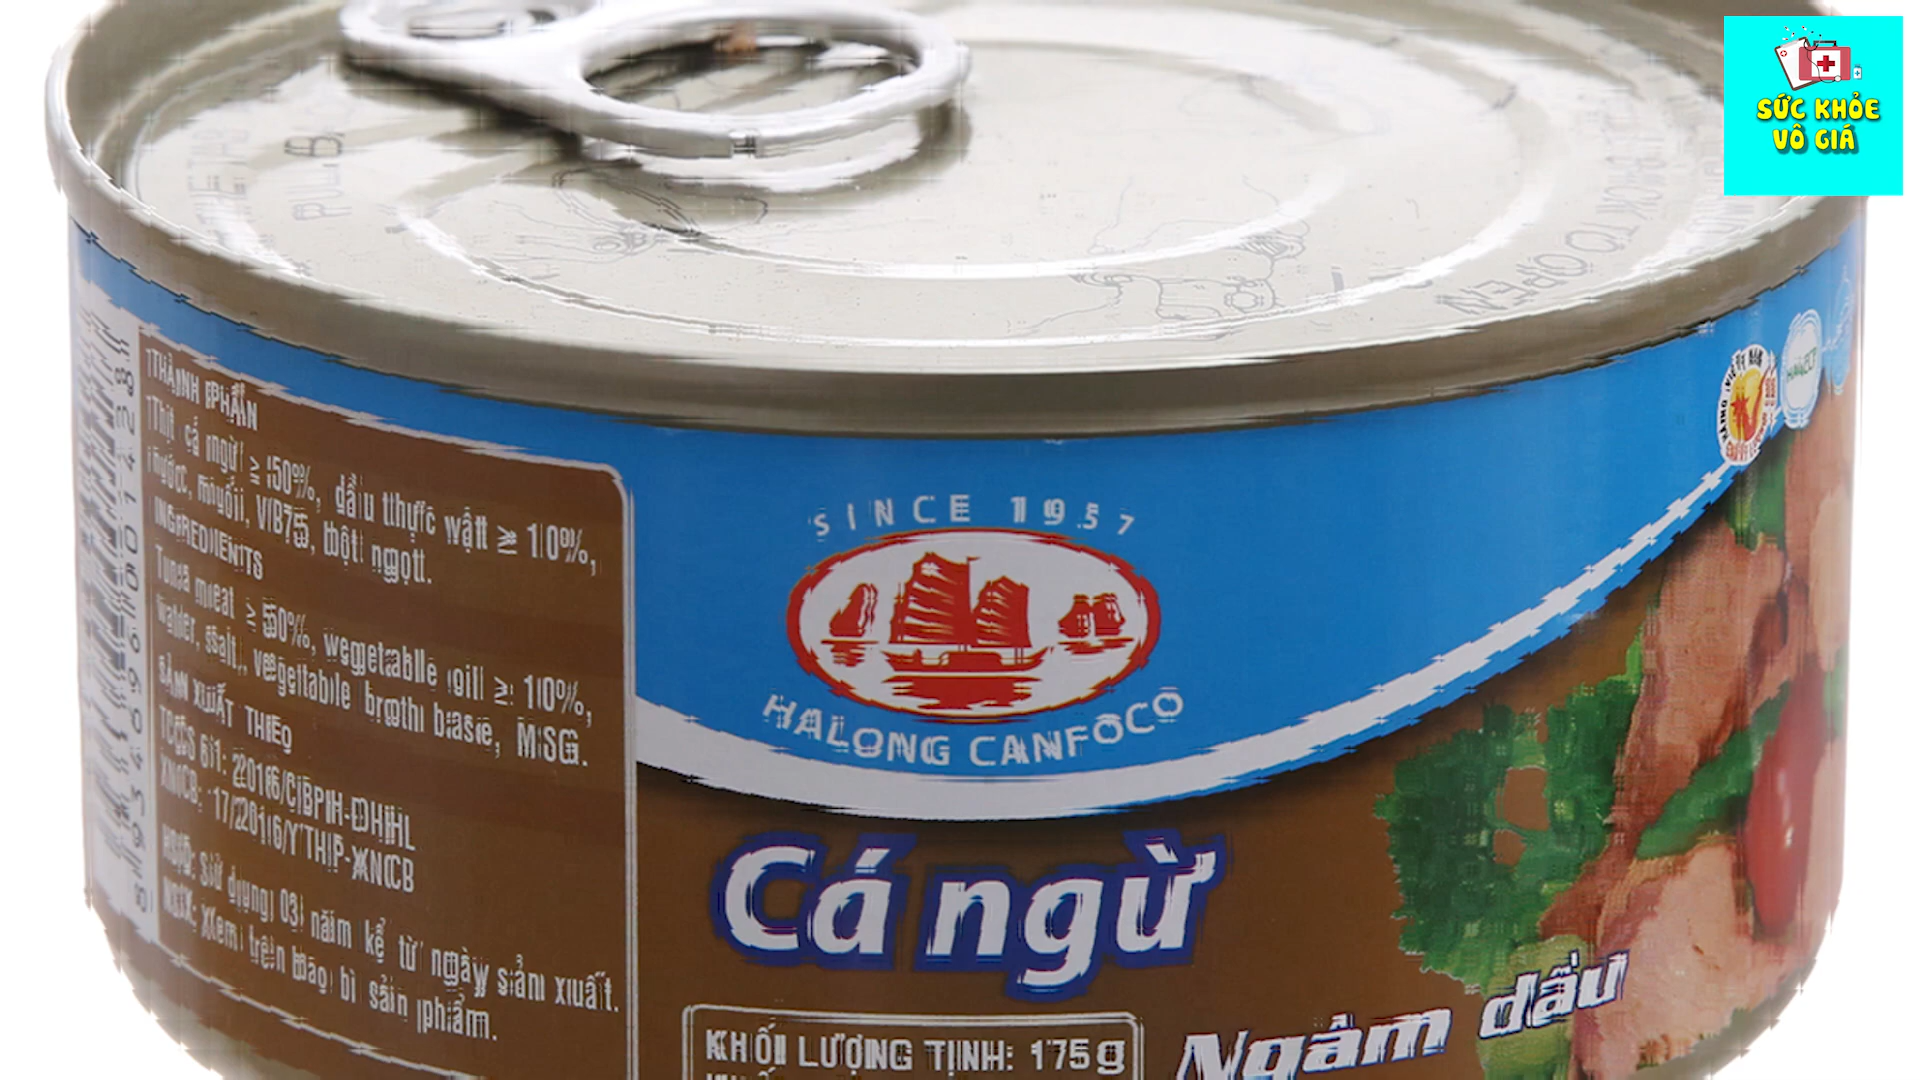 SỨC KHỎE
VÔ GIÁ
THÀNH PHẦN
Thịt cá ngừ ≥ 50%, dầu thực vật ≥ 10%,
nước, muối, VB75, bột ngọt.
INGREDIENTS
Tuna meat ≥ 50%, vegetable oil ≥ 10%,
water, salt, vegetable broth base, MSG.
SẢN XUẤT THEO
TCCS 61: 2016/CBPH-ĐHHL
XNCB: 17/2016/YTHP-XNCB
HSD: Sử dụng 03 năm kể từ ngày sản xuất.
NSX: Xem trên bao bì sản phẩm.
SINCE 1957
HALONG CANFOCO
Cá ngừ
Ngâm dầu
KHỐI LƯỢNG TỊNH: 175g